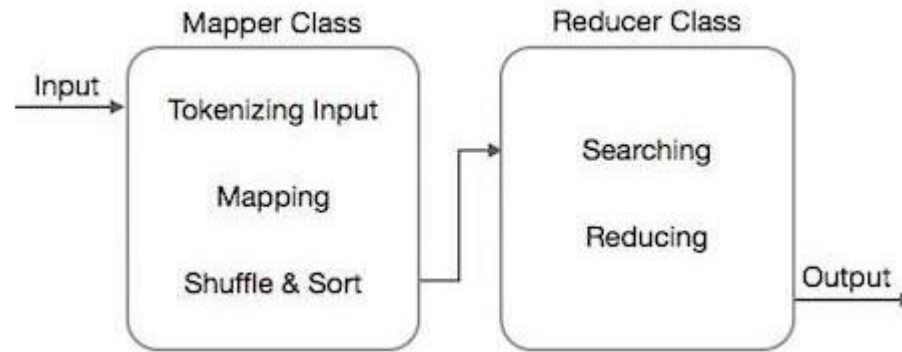 Mapper Class
Reducer Class
Input
Tokenizing Input
Mapping
Shuffle & Sort
Searching
Reducing
Output